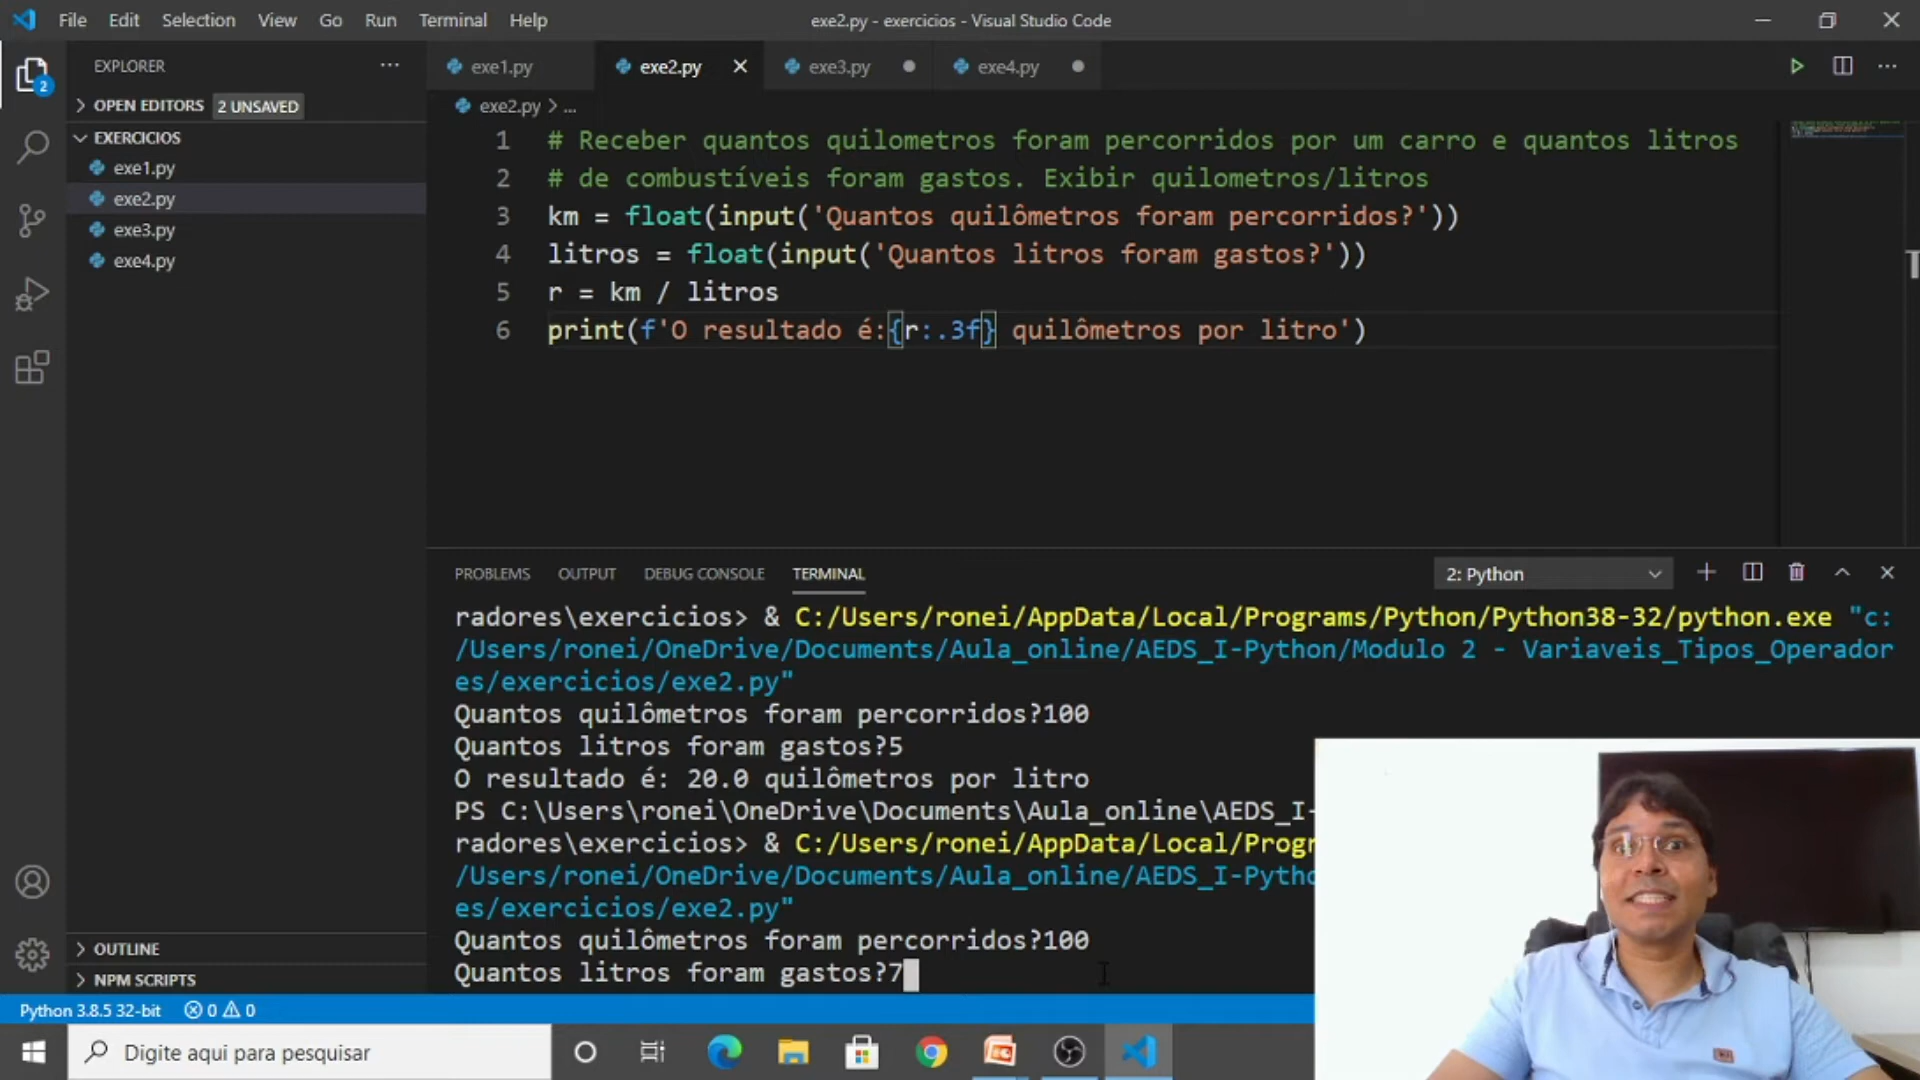 File Edit Selection View Go Run Terminal Help
exe2.py - exercicios - Visual Studio Code
EXPLORER
OPEN EDITORS 2 UNSAVED
EXERCICIOS
exe1.py
exe2.py
exe3.py
exe4.py
OUTLINE
NPM SCRIPTS
2
exe1.py exe2.py exe3.py exe4.py
exe2.py > ...
1 # Receber quantos quilometros foram percorridos por um carro e quantos litros
2 # de combustíveis foram gastos. Exibir quilometros/litros
3 km = float(input('Quantos quilômetros foram percorridos?'))
4 litros = float(input('Quantos litros foram gastos?'))
5 r = km / litros
6 print(f'O resultado é:{r:.3f} quilômetros por litro')
PROBLEMS OUTPUT DEBUG CONSOLE TERMINAL
2: Python
radores\exercicios> & C:/Users/ronei/AppData/Local/Programs/Python/Python38-32/python.exe "c:
/Users/ronei/OneDrive/Documents/Aula_online/AEDS_I-Python/Modulo 2 - Variaveis_Tipos_Operador
es/exercicios/exe2.py"
Quantos quilômetros foram percorridos?100
Quantos litros foram gastos?5
O resultado é: 20.0 quilômetros por litro
PS C:\Users\ronei\OneDrive\Documents\Aula_online\AEDS_I-
radores\exercicios> & C:/Users/ronei/AppData/Local/Progr
/Users/ronei/OneDrive/Documents/Aula_online/AEDS_I-Pytho
es/exercicios/exe2.py"
Quantos quilômetros foram percorridos?100
Quantos litros foram gastos?7
Python 3.8.5 32-bit 0 0
Digite aqui para pesquisar